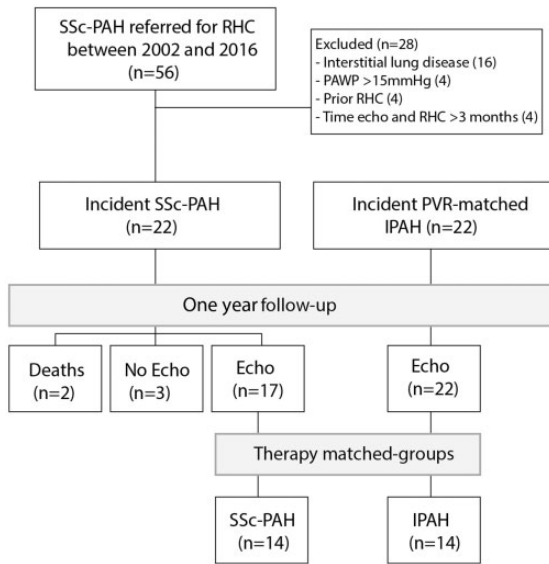 SSc-PAH referred for RHC
between 2002 and 2016
(n=56)
Excluded (n=28)
- Interstitial lung disease (16)
- PAWP >15mmHg (4)
- Prior RHC (4)
- Time echo and RHC >3 months (4)
Incident SSc-PAH
(n=22)
Incident PVR-matched
IPAH (n=22)
One year follow-up
Deaths
(n=2)
No Echo
(n=3)
Echo
(n=17)
Echo
(n=22)
Therapy matched-groups
SSc-PAH
(n=14)
IPAH
(n=14)